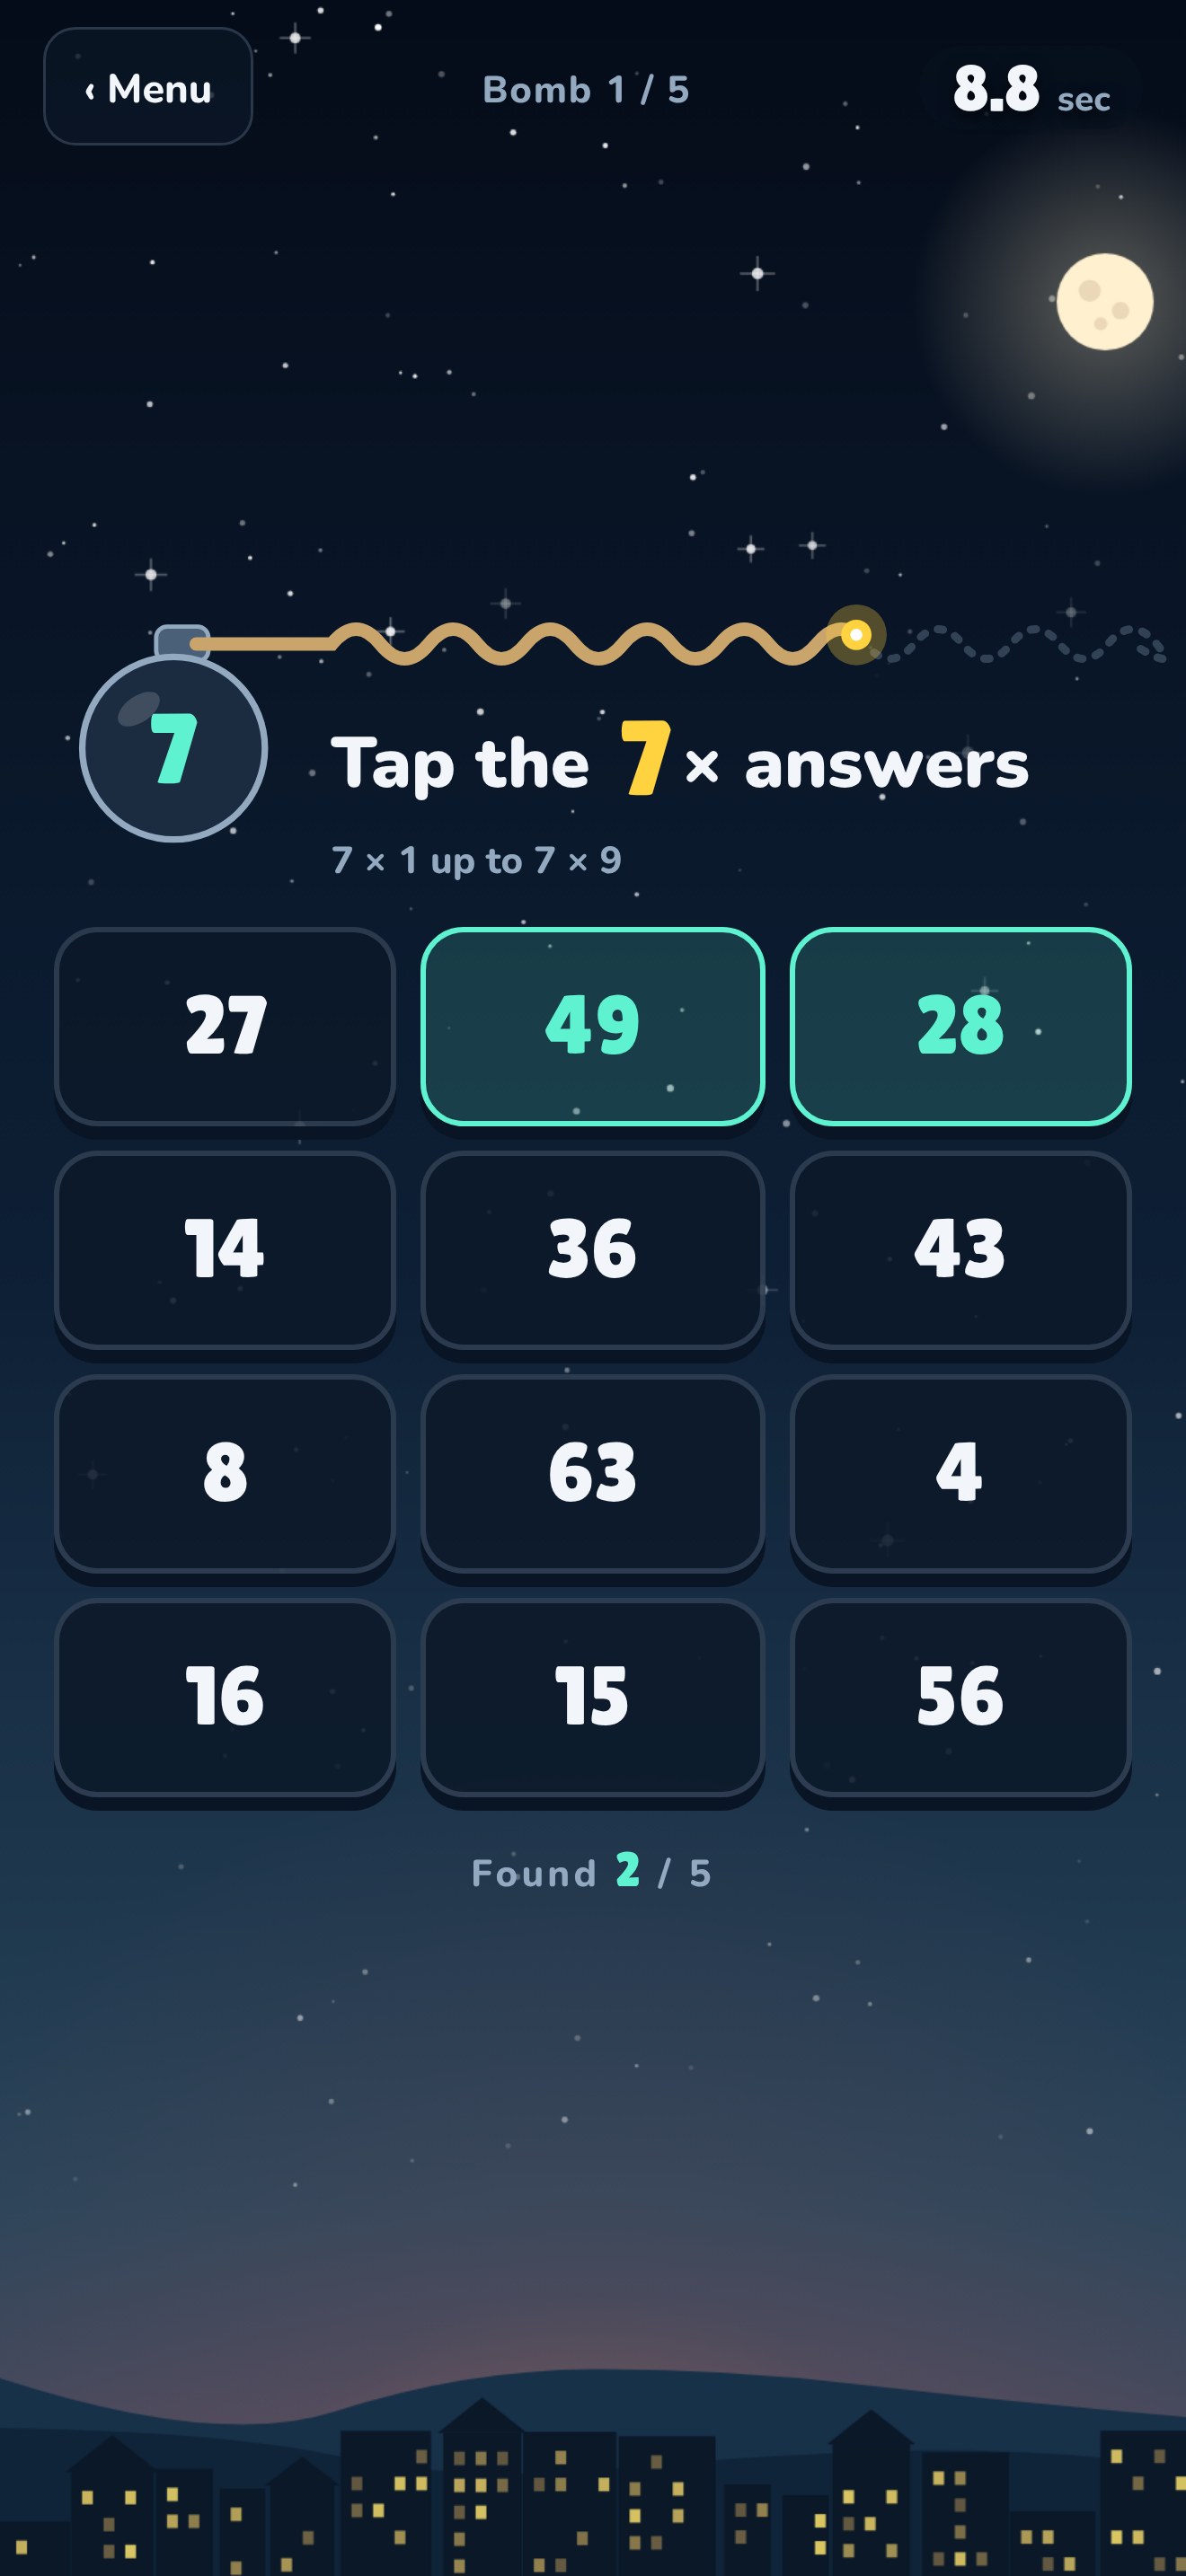 ‹ Menu
Bomb 1 / 5
8.8 sec
7
Tap the 7× answers
7 × 1 up to 7 × 9
27 49 28
14 36 43
8 63 4
16 15 56
Found 2 / 5